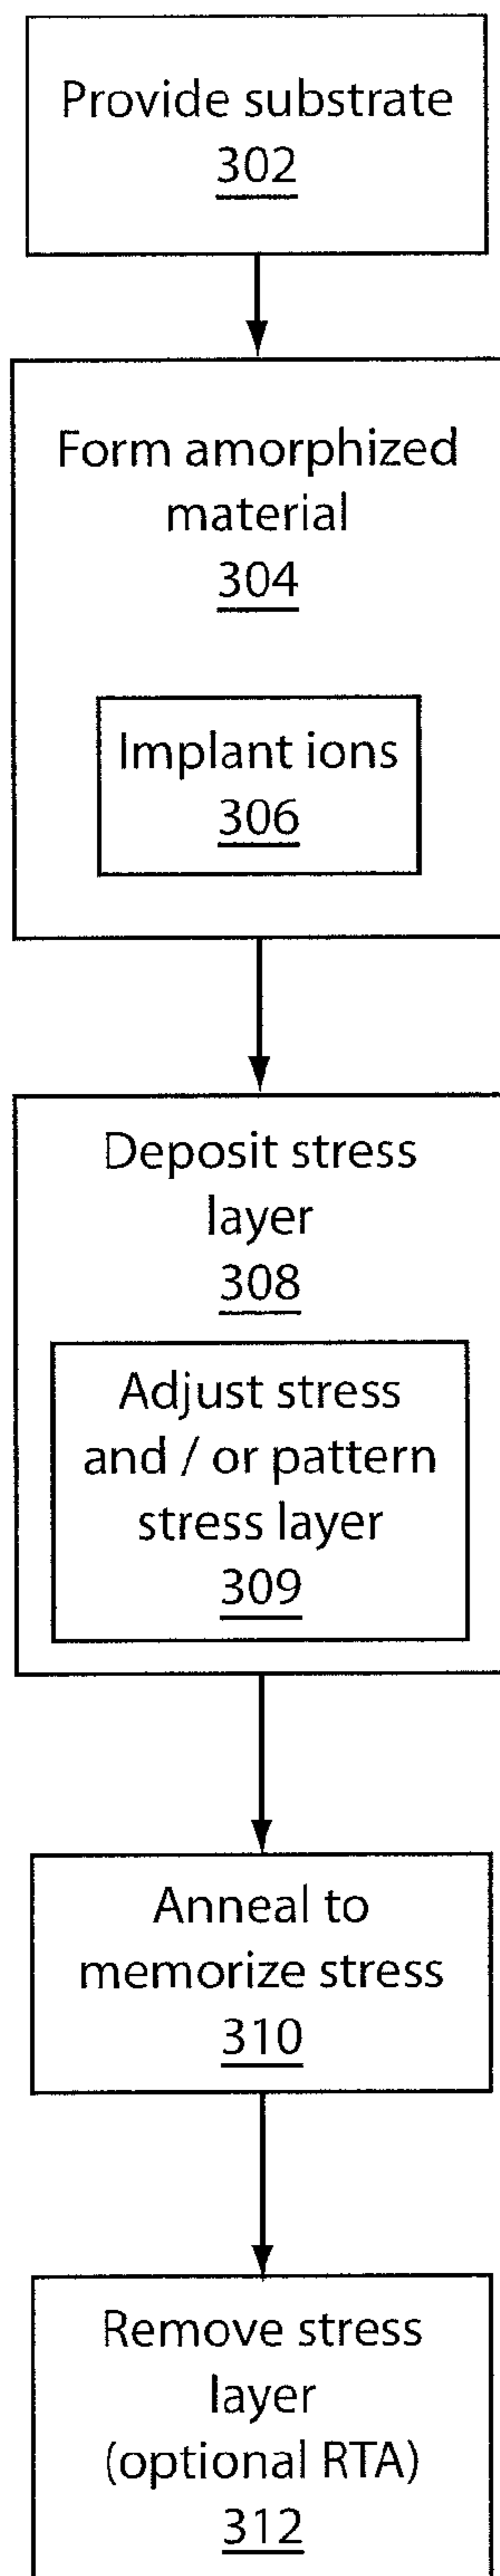 Provide substrate
302
Form amorphized
material
304
Implant ions
306
Deposit stress
layer
308
Adjust stress
and / or pattern
stress layer
309
Anneal to
memorize stress
310
Remove stress
layer
(optional RTA)
312